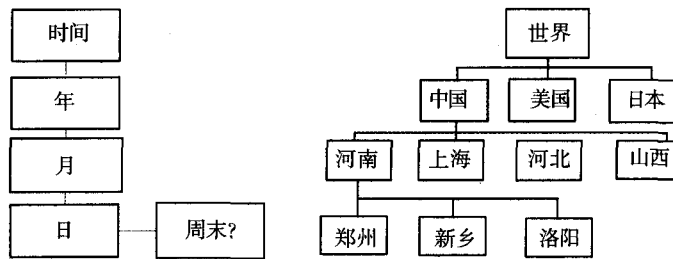 时间
年
月
日
周末?
世界
中国 美国 日本
河南 上海 河北 山西
郑州 新乡 洛阳